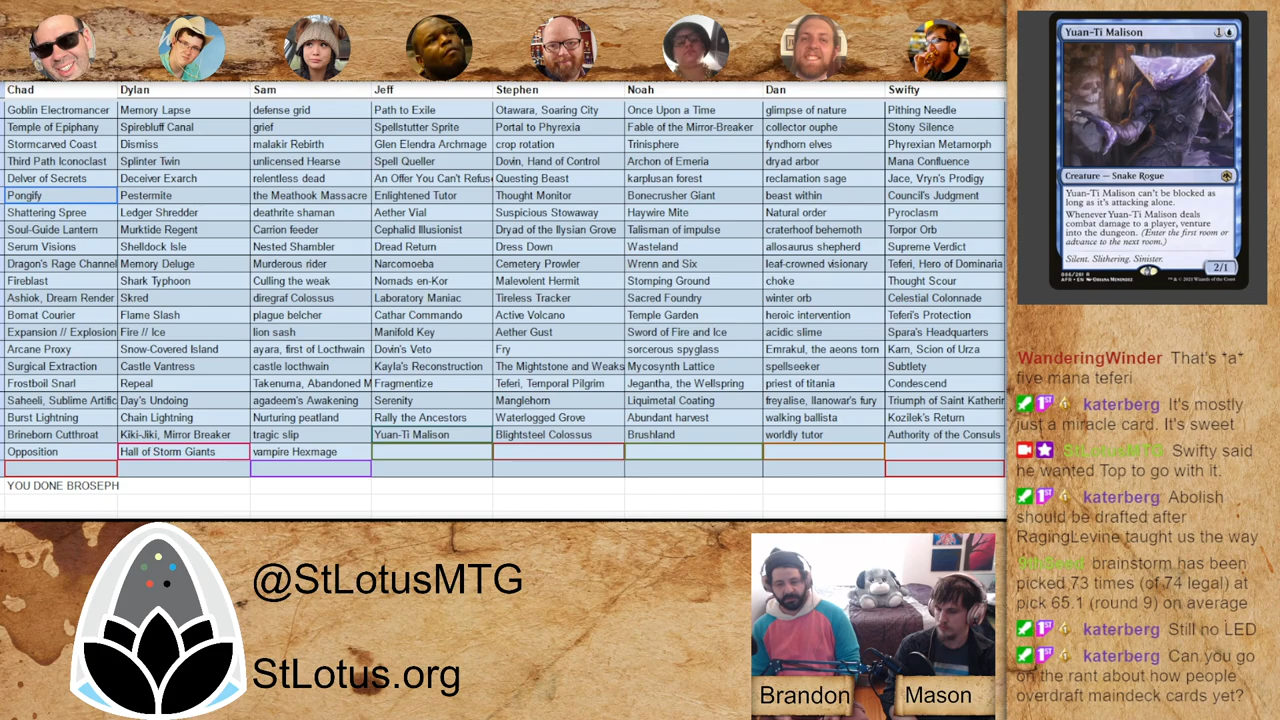 Chad Dylan Sam Jeff Stephen Noah Dan Swifty
Goblin Electromancer Memory Lapse defense grid Path to Exile Otawara, Soaring City Once Upon a Time glimpse of nature Pithing Needle
Temple of Epiphany Spirebluff Canal grief Spellstutter Sprite Portal to Phyrexia Fable of the Mirror-Breaker collector ouphe Stony Silence
Stormcarved Coast Dismiss malakir Rebirth Glen Elendra Archmage crop rotation Trinisphere fyndhorn elves Phyrexian Metamorph
Third Path Iconoclast Splinter Twin unlicensed Hearse Spell Queller Dovin, Hand of Control Archon of Emeria dryad arbor Mana Confluence
Delver of Secrets Deceiver Exarch relentless dead An Offer You Can't Refus Questing Beast karplusan forest reclamation sage Jace, Vryn's Prodigy
Pongify Pestermite the Meathook Massacre Enlightened Tutor Thought Monitor Bonecrusher Giant beast within Council's Judgment
Shattering Spree Ledger Shredder deathrite shaman Aether Vial Suspicious Stowaway Haywire Mite Natural order Pyroclasm
Soul-Guide Lantern Murktide Regent Carrion feeder Cephalid Illusionist Dryad of the Ilysian Grove Talisman of impulse craterhoof behemoth Torpor Orb
Serum Visions Shelldock Isle Nested Shambler Dread Return Dress Down Wasteland allosaurus shepherd Supreme Verdict
Dragon's Rage Channel Memory Deluge Murderous rider Narcomoeba Cemetery Prowler Wrenn and Six leaf-crowned visionary Teferi, Hero of Dominaria
Fireblast Shark Typhoon Culling the weak Nomads en-Kor Malevolent Hermit Stomping Ground choke Thought Scour
Ashiok, Dream Render Skred diregraf Colossus Laboratory Maniac Tireless Tracker Sacred Foundry winter orb Celestial Colonnade
Bomat Courier Flame Slash plague belcher Cathar Commando Active Volcano Temple Garden heroic intervention Teferi's Protection
Expansion // Explosion Fire // Ice lion sash Manifold Key Aether Gust Sword of Fire and Ice acidic slime Spara's Headquarters
Arcane Proxy Snow-Covered Island ayara, first of Locthwain Dovin's Veto Fry sorcerous spyglass Emrakul, the aeons torn Karn, Scion of Urza
Surgical Extraction Castle Vantress castle locthwain Kayla's Reconstruction The Mightstone and Weaks Mycosynth Lattice spellseeker Subtlety
Frostboil Snarl Repeal Takenuma, Abandoned M Fragmentize Teferi, Temporal Pilgrim Jegantha, the Wellspring priest of titania Condescend
Saheeli, Sublime Artific Day's Undoing agadeem's Awakening Serenity Manglehorn Liquimetal Coating freyalise, llanowar's fury Triumph of Saint Katherin
Burst Lightning Chain Lightning Nurturing peatland Rally the Ancestors Waterlogged Grove Abundant harvest walking ballista Kozilek's Return
Brineborn Cutthroat Kiki-Jiki, Mirror Breaker tragic slip Yuan-Ti Malison Blightsteel Colossus Brushland worldly tutor Authority of the Consuls
Opposition Hall of Storm Giants vampire Hexmage
YOU DONE BROSEPH
@StLotusMTG
StLotus.org
Brandon Mason
Yuan-Ti Malison 1
Creature — Snake Rogue
Yuan-Ti Malison can't be blocked as
long as it's attacking alone.
Whenever Yuan-Ti Malison deals
combat damage to a player, venture
into the dungeon. (Enter the first room or
advance to the next room.)
Silent. Slithering. Sinister.
2/1
WanderingWinder That's *a*
five mana teferi
katerberg It's mostly
just a miracle card. It's sweet
StLotusMTG Swifty said
he wanted Top to go with it.
katerberg Abolish
should be drafted after
RagingLevine taught us the way
brainstorm has been
picked 73 times (of 74 legal) at
pick 65.1 (round 9) on average
katerberg Still no LED
katerberg Can you go
on the rant about how people
overdraft maindeck cards yet?